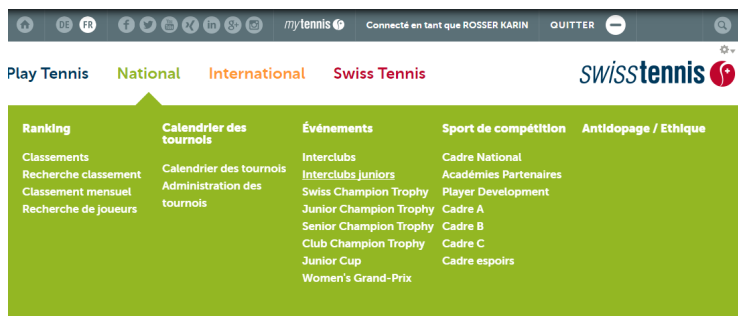 DE FR mytennis Connecté en tant que ROSSER KARIN QUITTER
Play Tennis National International Swiss Tennis swisstennis
Ranking
Classements
Recherche classement
Classement mensuel
Recherche de joueurs
Calendrier des
tournois
Calendrier des tournois
Administration des
tournois
Événements
Interclubs
Interclubs juniors
Swiss Champion Trophy
Junior Champion Trophy
Senior Champion Trophy
Club Champion Trophy
Junior Cup
Women's Grand-Prix
Sport de compétition
Cadre National
Académies Partenaires
Player Development
Cadre A
Cadre B
Cadre C
Cadre espoirs
Antidopage / Ethique